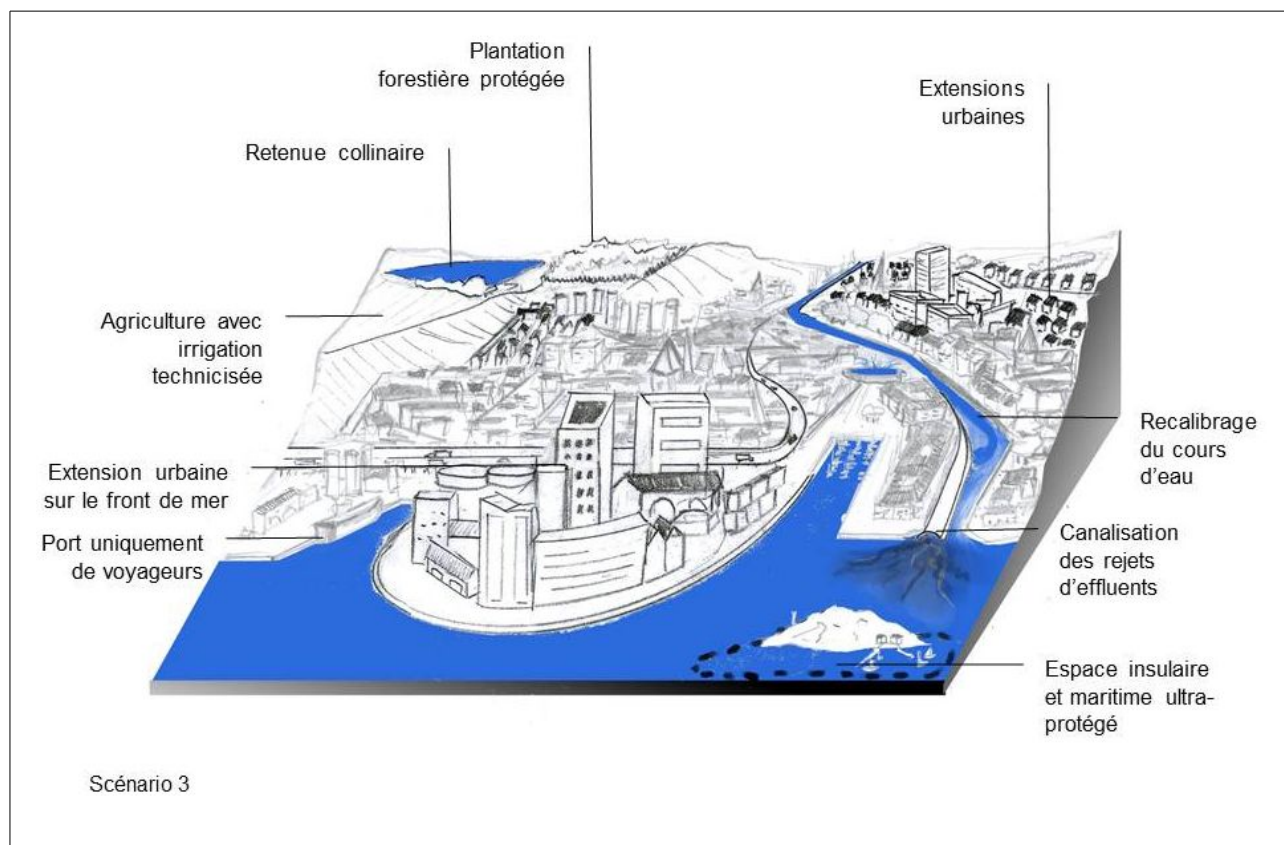 Plantation
forestière protégée
Extensions
urbaines
Retenue collinaire
Agriculture avec
irrigation
technicisée
Recalibrage
du cours
d'eau
Extension urbaine
sur le front de mer
Port uniquement
de voyageurs
Canalisation
des rejets
d'effluents
Espace insulaire
et maritime ultra-
protégé
Scénario 3